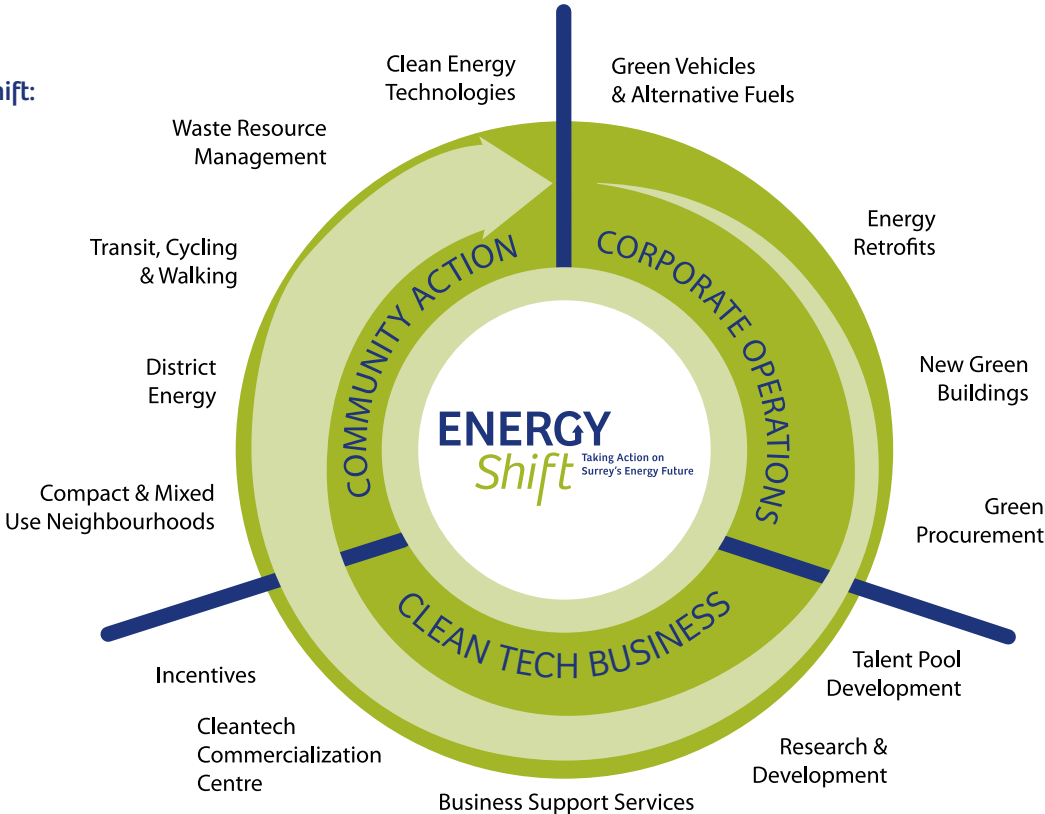 Clean Energy
Technologies
Green Vehicles
& Alternative Fuels
Waste Resource
Management
Energy
Retrofits
Transit, Cycling
& Walking
District
Energy
New Green
Buildings
Compact & Mixed
Use Neighbourhoods
Green
Procurement
COMMUNITY ACTION
CORPORATE OPERATIONS
CLEAN TECH BUSINESS
ENERGY
Shift
Taking Action on
Surrey's Energy Future
Talent Pool
Development
Incentives
Cleantech
Commercialization
Centre
Research &
Development
Business Support Services